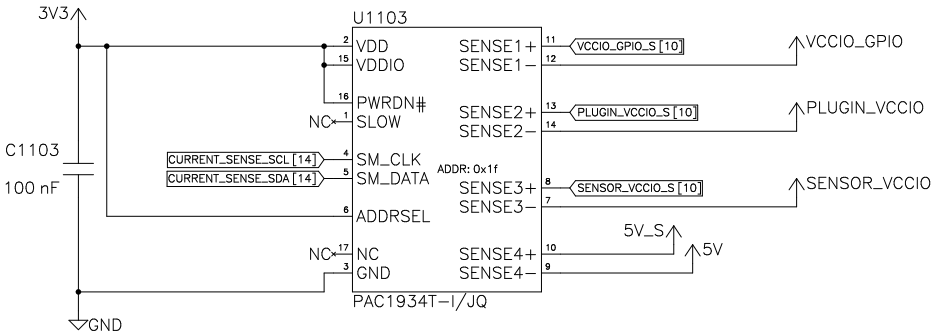 3V3
U1103
2 VDD
15 VDDIO
16 PWRDN#
NC 1 SLOW
CURRENT_SENSE_SCL [14] 4 SM_CLK
CURRENT_SENSE_SDA [14] 5 SM_DATA
6 ADDRSEL
NC 17 NC
3 GND
ADDR: 0x1f
SENSE1+ 11 VCCIO_GPIO_S [10]
SENSE1- 12 VCCIO_GPIO
SENSE2+ 13 PLUGIN_VCCIO_S [10]
SENSE2- 14 PLUGIN_VCCIO
SENSE3+ 8 SENSOR_VCCIO_S [10]
SENSE3- 7 SENSOR_VCCIO
SENSE4+ 10 5V_S
SENSE4- 9 5V
PAC1934T-I/JQ
C1103
100 nF
GND